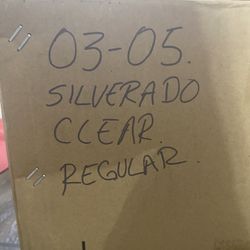 03-05.
SILVERADO
CLEAR.
REGULAR.